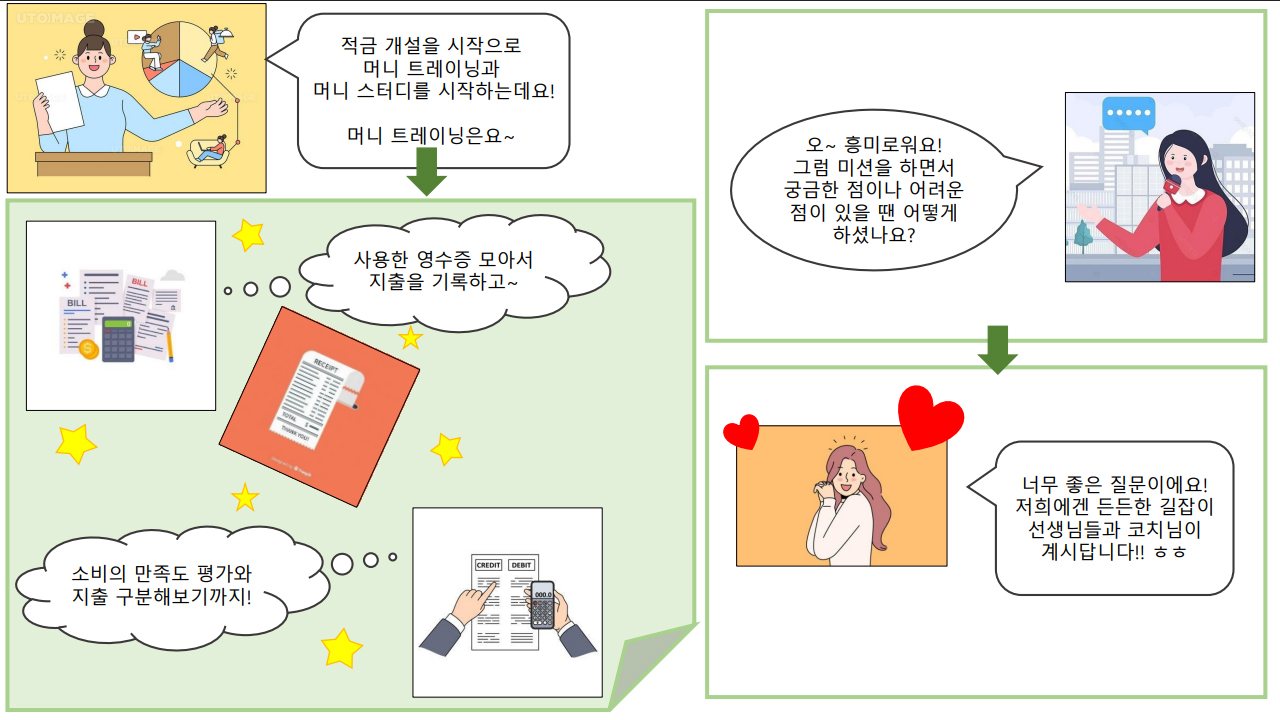 UTOIMAGE
적금 개설을 시작으로
머니 트레이닝과
머니 스터디를 시작하는데요!
머니 트레이닝은요~
사용한 영수증 모아서
지출을 기록하고~
BILL
BILL
RECEIPT
TOTAL
THANK YOU!
소비의 만족도 평가와
지출 구분해보기까지!
CREDIT
DEBIT
000.0
오~ 흥미로워요!
그럼 미션을 하면서
궁금한 점이나 어려운
점이 있을 땐 어떻게
하셨나요?
너무 좋은 질문이에요!
저희에겐 든든한 길잡이
선생님들과 코치님이
계시답니다!! ㅎㅎ